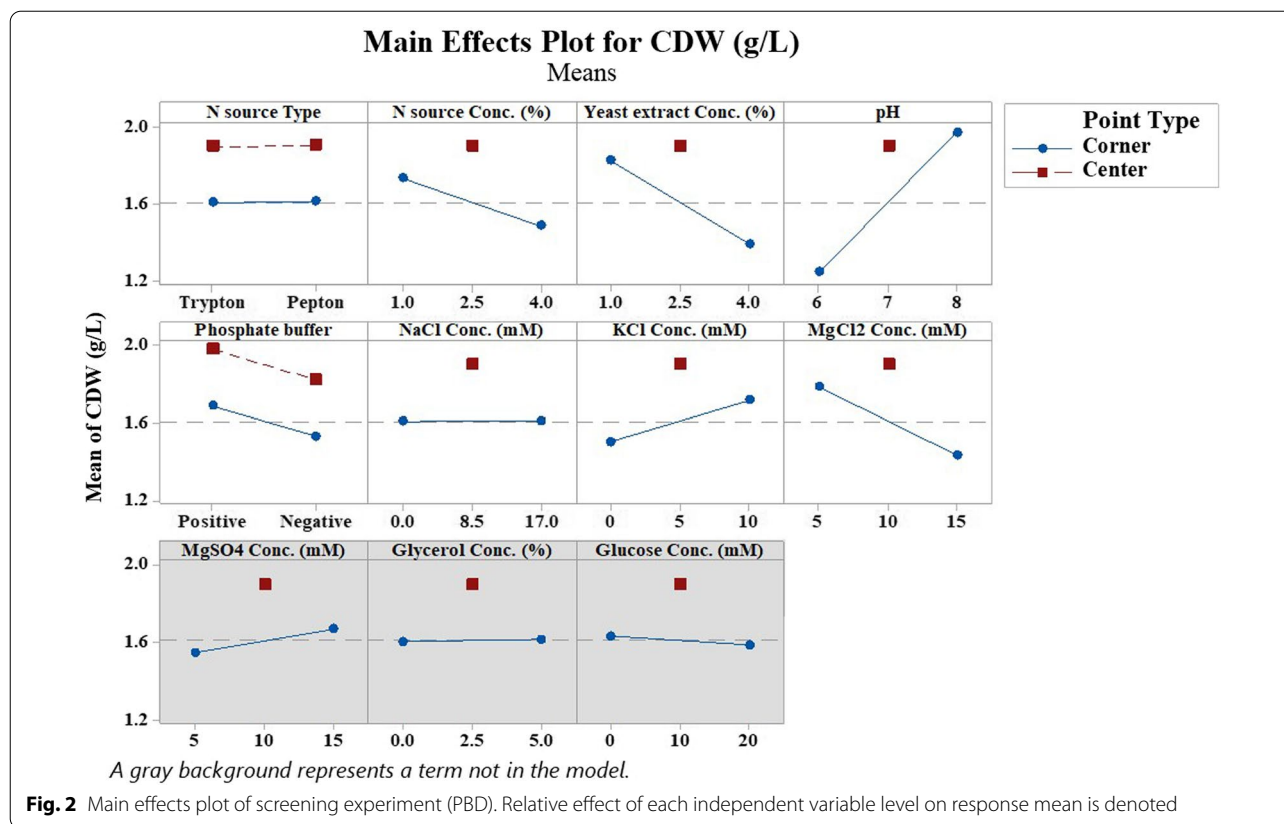 Main Effects Plot for CDW (g/L)
Means
N source Type
N source Conc. (%)
Yeast extract Conc. (%)
pH
Point Type
Corner
Center
2.0
1.6
1.2
Trypton
Pepton
1.0
2.5
4.0
1.0
2.5
4.0
6
7
8
Phosphate buffer
NaCl Conc. (mM)
KCl Conc. (mM)
MgCl2 Conc. (mM)
Mean of CDW (g/L)
2.0
1.6
1.2
Positive
Negative
0.0
8.5
17.0
0
5
10
5
10
15
MgSO4 Conc. (mM)
Glycerol Conc. (%)
Glucose Conc. (mM)
2.0
1.6
1.2
5
10
15
0.0
2.5
5.0
0
10
20
A gray background represents a term not in the model.
Fig. 2 Main effects plot of screening experiment (PBD). Relative effect of each independent variable level on response mean is denoted